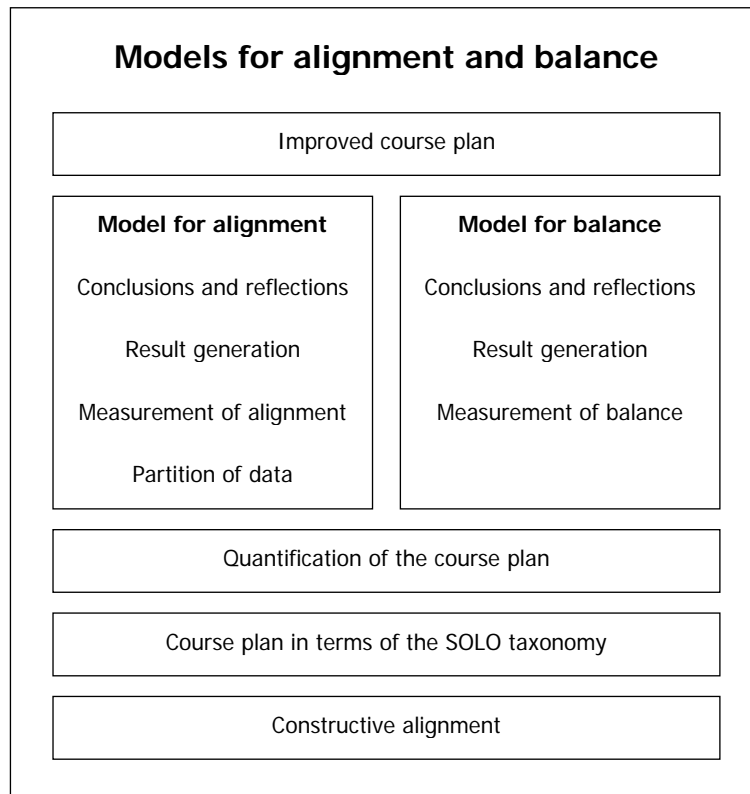 Models for alignment and balance
Improved course plan
Model for alignment
Conclusions and reflections
Result generation
Measurement of alignment
Partition of data
Model for balance
Conclusions and reflections
Result generation
Measurement of balance
Quantification of the course plan
Course plan in terms of the SOLO taxonomy
Constructive alignment